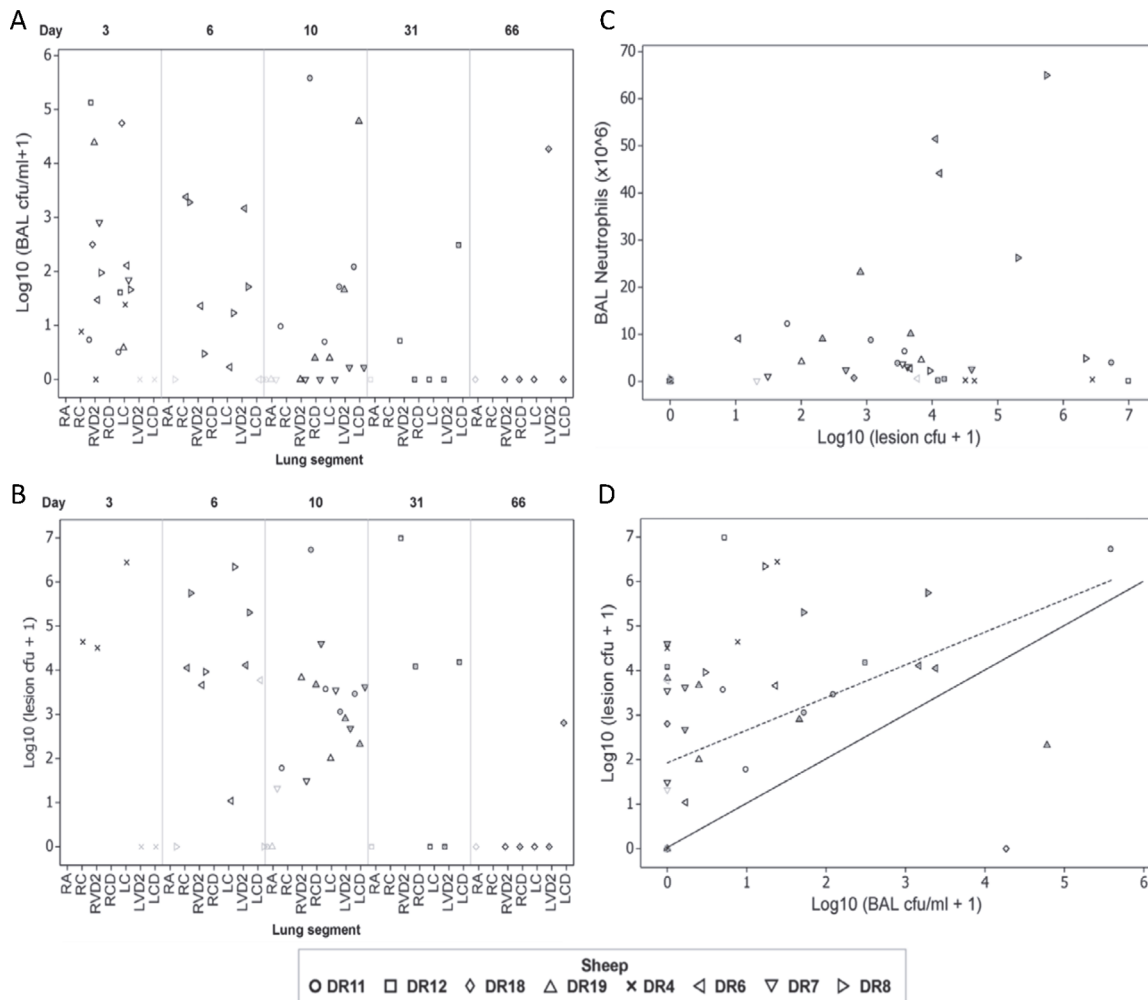 A
Day 3 6 10 31 66
Log10 (BAL cfu/ml+1)
6
5
4
3
2
1
0
RA RC RVD2 RCD LC LVD2 LCD RA RC RVD2 RCD LC LVD2 LCD RA RC RVD2 RCD LC LVD2 LCD RA RC RVD2 RCD LC LVD2 LCD RA RC RVD2 RCD LC LVD2 LCD
Lung segment
C
BAL Neutrophils (x10^6)
70
60
50
40
30
20
10
0
0 1 2 3 4 5 6 7
Log10 (lesion cfu + 1)
B
Day 3 6 10 31 66
Log10 (lesion cfu + 1)
7
6
5
4
3
2
1
0
RA RC RVD2 RCD LC LVD2 LCD RA RC RVD2 RCD LC LVD2 LCD RA RC RVD2 RCD LC LVD2 LCD RA RC RVD2 RCD LC LVD2 LCD RA RC RVD2 RCD LC LVD2 LCD
Lung segment
D
Log10 (lesion cfu + 1)
7
6
5
4
3
2
1
0
0 1 2 3 4 5 6
Log10 (BAL cfu/ml + 1)
Sheep
DR11 DR12 DR18 DR19 DR4 DR6 DR7 DR8